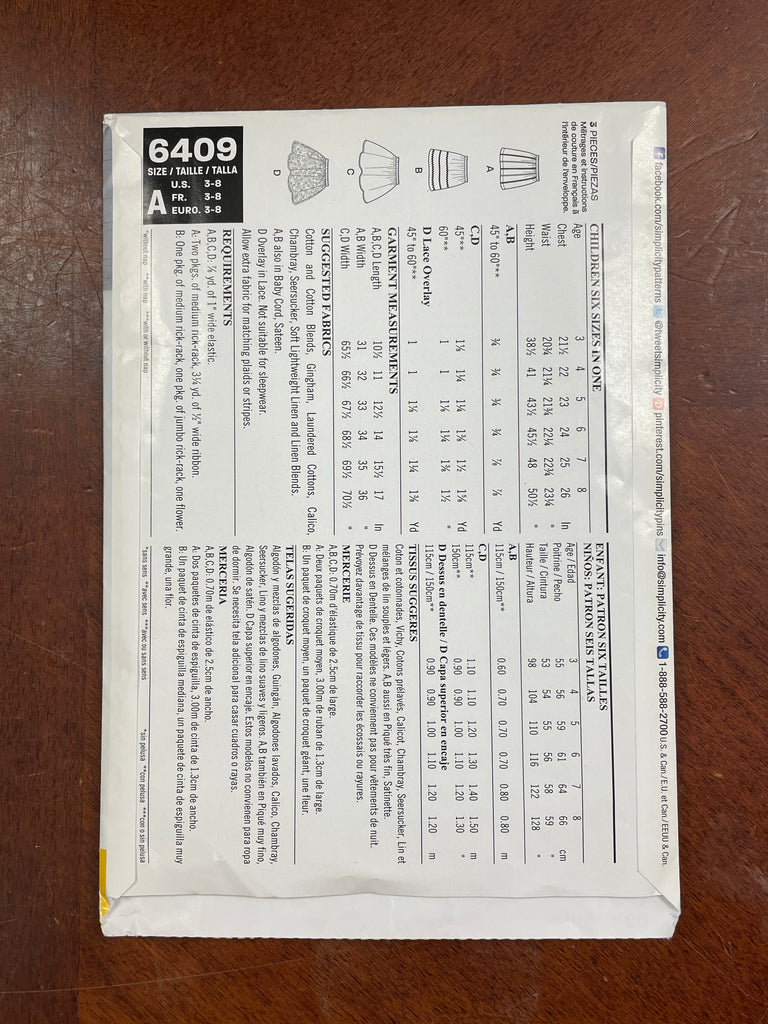 facebook.com/simplicitypatterns @tweetsimplicity pinterest.com/simplicitypins info@simplicity.com 1-888-588-2700 U.S. & Can./E.U. et Can./EEUU & Can.
3 PIECES/PIEZAS
Métrages et instructions
de couture en Français à
l'intérieur de l'enveloppe.
A
B
C
D
6409
SIZE / TAILLE / TALLA
A
U.S. 3-8
FR. 3-8
EURO. 3-8
CHILDREN SIX SIZES iN ONE
Age 3 4 5 6 7 8
Chest 21½ 22 23 24 25 26 In
Waist 20¾ 21¼ 21¾ 22¼ 22¾ 23¼ "
Height 38½ 41 43½ 45½ 48 50½ "
A,B
45" to 60"*** ¾ ¾ ¾ ¾ ⅞ ⅞ Yd
C,D
45"*** 1⅛ 1¼ 1¼ 1⅜ 1½ 1⅝ Yd
60"*** 1 1 1⅛ 1¼ 1⅜ 1½ "
D Lace Overlay
45" to 60"*** 1 1 1⅛ 1⅛ 1¼ 1⅜ Yd
GARMENT MEASUREMENTS
A,B,C,D Length 10½ 11 12½ 14 15½ 17 In
A,B Width 31 32 33 34 35 36 "
C,D Width 65½ 66½ 67½ 68½ 69½ 70½ "
SUGGESTED FABRICS
Cotton and Cotton Blends, Gingham, Laundered Cottons, Calico,
Chambray, Seersucker, Soft Lightweight Linen and Linen Blends.
A,B also in Baby Cord, Sateen.
D Overlay in Lace. Not suitable for sleepwear.
Allow extra fabric for matching plaids or stripes.
REQUIREMENTS
A,B,C,D: ⅞ yd. of 1" wide elastic.
A: Two pkgs. of medium rick-rack, 3¼ yd. of ½" wide ribbon.
B: One pkg. of medium rick-rack, one pkg. of jumbo rick-rack, one flower.
*without nap **with nap ***with or without nap
ENFANT: PATRON SIX TAILLES
NIÑOS: PATRON SEIS TALLAS
Age / Edad 3 4 5 6 7 8
Poitrine / Pecho 55 56 59 61 64 66 cm
Taille / Cintura 53 54 55 56 58 59 "
Hauteur / Altura 98 104 110 116 122 128 "
A,B
115cm / 150cm** 0.60 0.70 0.70 0.70 0.80 0.80 m
C,D
115cm** 1.10 1.10 1.20 1.30 1.40 1.50 m
150cm** 0.90 0.90 1.00 1.10 1.20 1.30 "
D Dessus en dentelle / D Capa superior en encaje
115cm / 150cm** 0.90 0.90 1.00 1.10 1.20 1.20 m
TISSUS SUGGERES
Coton et cotonnades, Vichy, Cotons prélavés, Calicot, Chambray, Seersucker, Lin et
mélanges de lin souples et légers. A,B aussi en Piqué très fin, Satinette.
D Dessus en Dentelle. Ces modèles ne conviennent pas pour vêtements de nuit.
Prévoyez davantage de tissu pour raccorder les écossais ou rayures.
MERCERIE
A,B,C,D: 0.70m d'élastique de 2.5cm de large.
A: Deux paquets de croquet moyen, 3.00m de ruban de 1.3cm de large.
B: Un paquet de croquet moyen, un paquet de croquet géant, une fleur.
TELAS SUGERIDAS
Algodón y mezclas de algodones, Guingán, Algodones lavados, Calico, Chambray,
Seersucker, Lino y mezclas de lino suaves y ligeros. A,B también en Piqué muy fino,
Algodón de satén. D Capa superior en encaje. Estos modelos no convienen para ropa
de dormir. Se necesita tela adicional para casar cuadros o rayas.
MERCERIA
A,B,C,D: 0.70m de elástico de 2.5cm de ancho.
A: Dos paquetes de cinta de espiguilla, 3.00m de cinta de 1.3cm de ancho.
B: Un paquet de cinta de espiguilla mediana, un paquete de cinta de espiguilla muy
grande, una flor.
*sans sens **avec sens ***avec ou sans sens
*sin pelusa **con pelusa ***con o sin pelusa